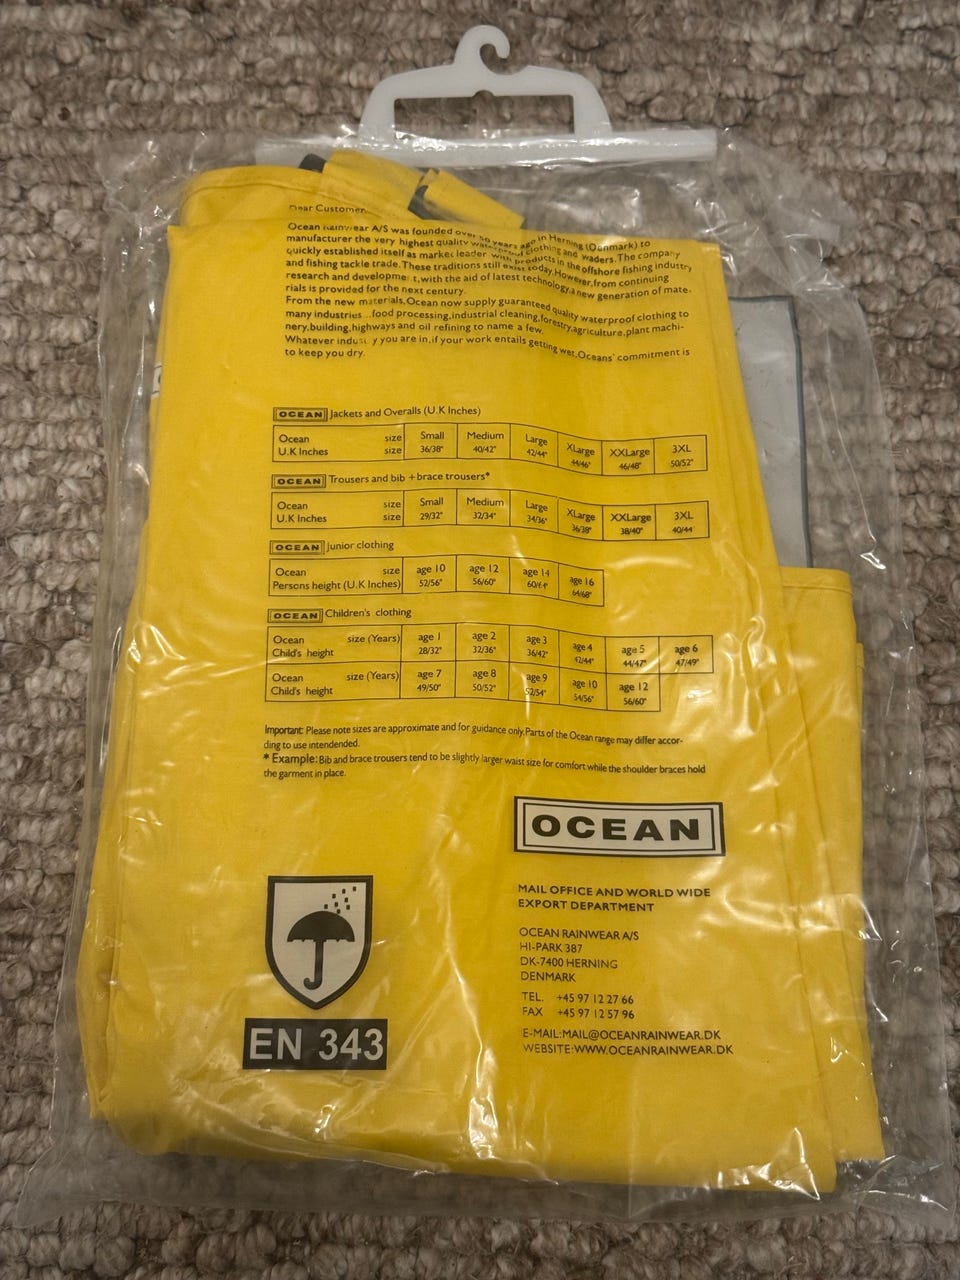 Dear Customer,
Ocean Rainwear A/S was founded over 50 years ago in Herning (Denmark) to
manufacturer the very highest quality waterproof clothing and waders. The company
quickly established itself as market leader with products in the offshore fishing industry
and fishing tackle trade. These traditions still exist today. However, from continuing
research and development, with the aid of latest technology, a new generation of mate-
rials is provided for the next century.
From the new materials, Ocean now supply guaranteed quality waterproof clothing to
many industries ...food processing, industrial cleaning, forestry, agriculture, plant machi-
nery, building, highways and oil refining to name a few.
Whatever industry you are in, if your work entails getting wet, Oceans' commitment is
to keep you dry.
OCEAN Jackets and Overalls (U.K Inches)
Ocean size Small Medium Large XLarge XXLarge 3XL
U.K Inches size 36/38" 40/42" 42/44" 44/46" 46/48" 50/52"
OCEAN Trousers and bib + brace trousers*
Ocean size Small Medium Large XLarge XXLarge 3XL
U.K Inches size 29/32" 32/34" 34/36" 36/38" 38/40" 40/44"
OCEAN Junior clothing
Ocean size age 10 age 12 age 14 age 16
Persons height (U.K Inches) 52/56" 56/60" 60/64" 64/68"
OCEAN Children's clothing
Ocean size (Years) age 1 age 2 age 3 age 4 age 5 age 6
Child's height 28/32" 32/36" 36/42" 42/44" 44/47" 47/49"
Ocean size (Years) age 7 age 8 age 9 age 10 age 12
Child's height 49/50" 50/52" 52/54" 54/56" 56/60"
Important: Please note sizes are approximate and for guidance only. Parts of the Ocean range may differ accor-
ding to use intendended.
* Example: Bib and brace trousers tend to be slightly larger waist size for comfort while the shoulder braces hold
the garment in place.
OCEAN
MAIL OFFICE AND WORLD WIDE
EXPORT DEPARTMENT
OCEAN RAINWEAR A/S
HI-PARK 387
DK-7400 HERNING
DENMARK
TEL. +45 97 12 27 66
FAX +45 97 12 57 96
E-MAIL:MAIL@OCEANRAINWEAR.DK
WEBSITE:WWW.OCEANRAINWEAR.DK
EN 343